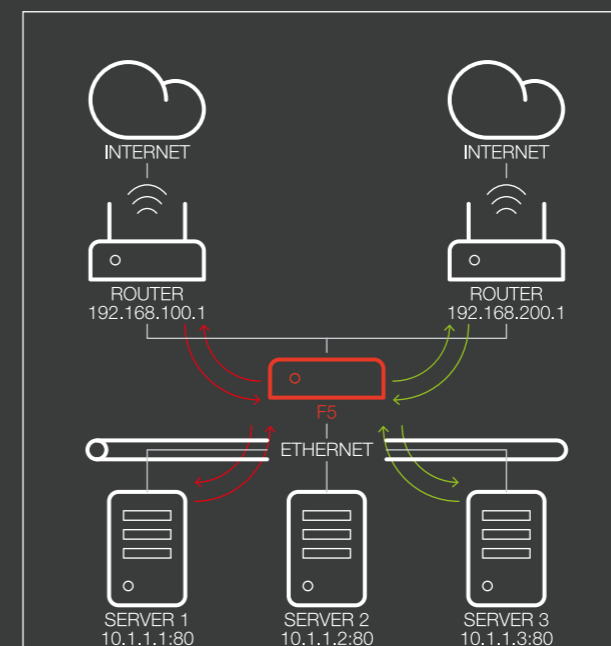 INTERNET
INTERNET
ROUTER
192.168.100.1
ROUTER
192.168.200.1
F5
ETHERNET
SERVER 1
10.1.1.1:80
SERVER 2
10.1.1.2:80
SERVER 3
10.1.1.3:80